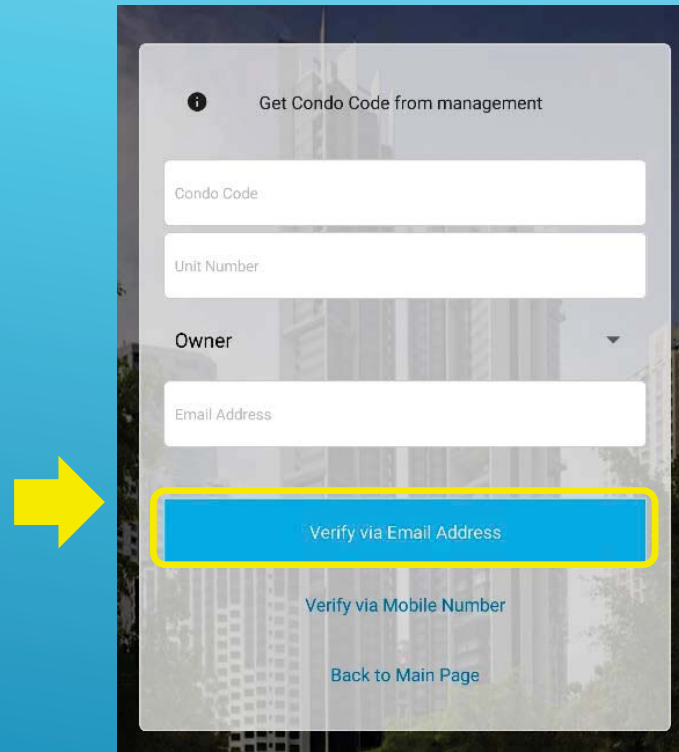 Get Condo Code from management
Condo Code
Unit Number
Owner
Email Address
Verify via Email Address
Verify via Mobile Number
Back to Main Page